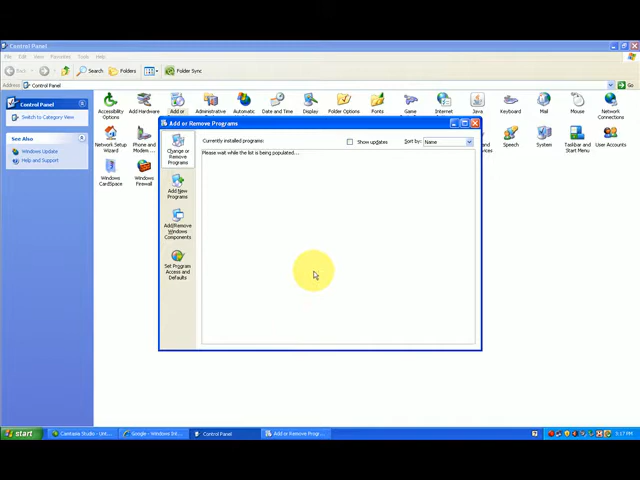 Control Panel
File Edit View Favorites Tools Help
Back Search Folders Folder Sync
Address Control Panel Go
Control Panel
Switch to Category View
See Also
Windows Update
Help and Support
Accessibility Options
Add Hardware
Add or
Administrative
Automatic
Date and Time
Display
Folder Options
Fonts
Game
Internet
Java
Keyboard
Mail
Mouse
Network
Network Setup Wizard
Phone and Modem...
Speech
System
Taskbar and Start Menu
User Accounts
Windows CardSpace
Windows Firewall
Add or Remove Programs
Change or Remove Programs
Currently installed programs:
Show updates
Sort by: Name
Please wait while the list is being populated...
Add New Programs
Add/Remove Windows Components
Set Program Access and Defaults
start
Camtasia Studio - Unt...
Google - Windows Int...
Control Panel
Add or Remove Progr...
5:17 PM